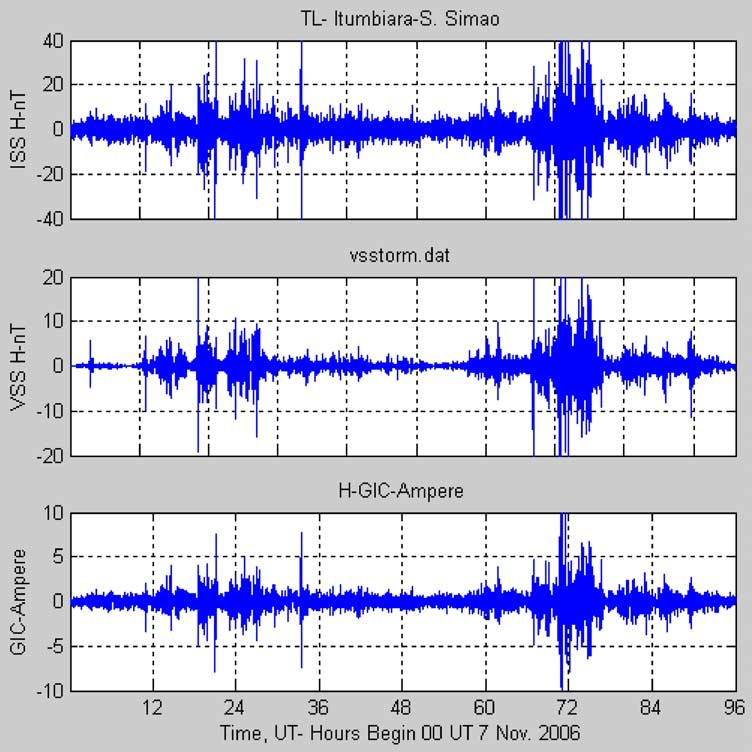 TL- Itumbiara-S. Simao
40
20
0
-20
-40
ISS H-nT
vsstorm.dat
20
10
0
-10
-20
VSS H-nT
H-GIC-Ampere
10
5
0
-5
-10
GIC-Ampere
12 24 36 48 60 72 84 96
Time, UT- Hours Begin 00 UT 7 Nov. 2006